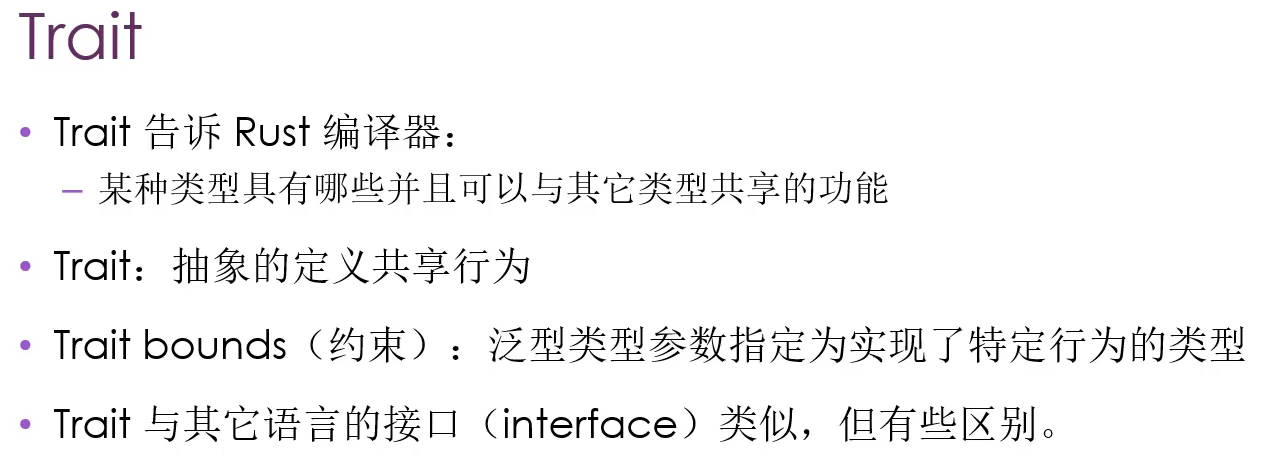 Trait
• Trait 告诉 Rust 编译器：
– 某种类型具有哪些并且可以与其它类型共享的功能
• Trait：抽象的定义共享行为
• Trait bounds（约束）：泛型类型参数指定为实现了特定行为的类型
• Trait 与其它语言的接口（interface）类似，但有些区别。